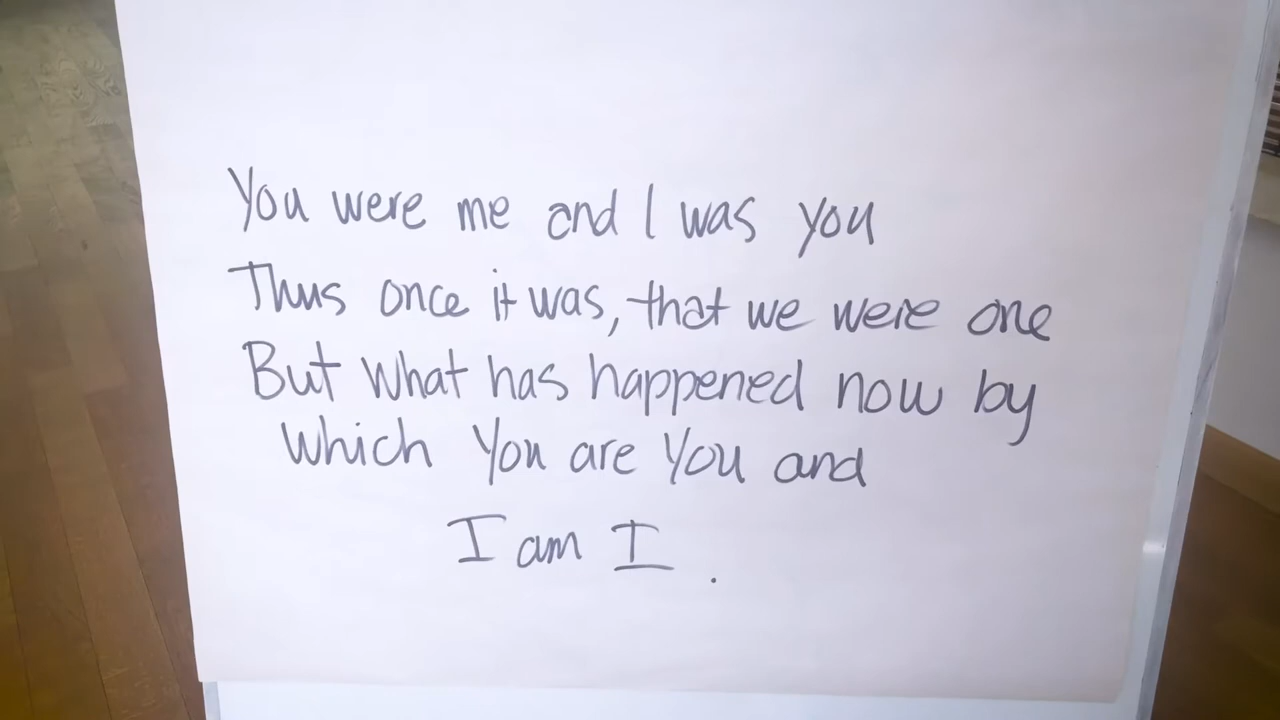 You were me and I was you
Thus once it was, that we were one
But what has happened now by
which You are You and
I am I.